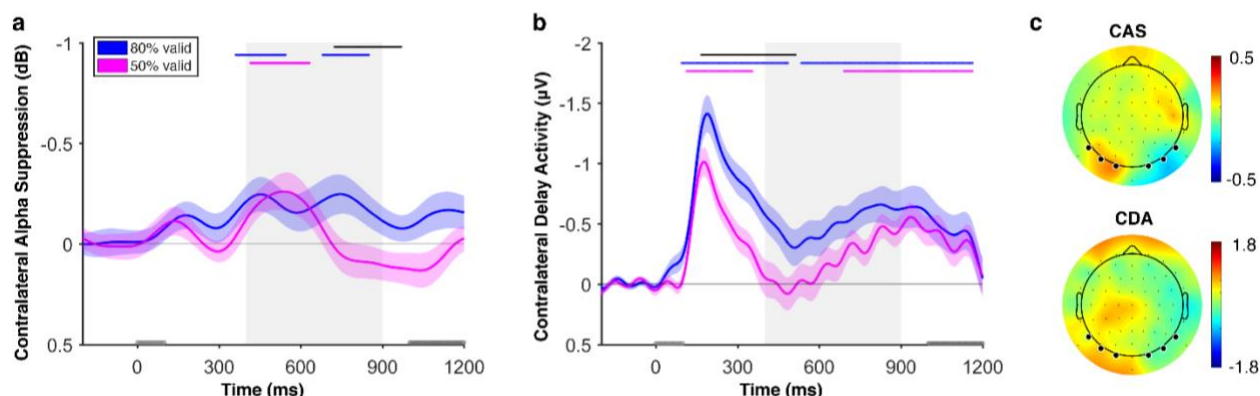 a
80% valid
50% valid
Contralateral Alpha Suppression (dB)
-1
-0.5
0
0.5
0
300
600
900
1200
Time (ms)
b
Contralateral Delay Activity (µV)
-2
-1.5
-1
-0.5
0
0.5
0
300
600
900
1200
Time (ms)
c
CAS
0.5
-0.5
CDA
1.8
-1.8